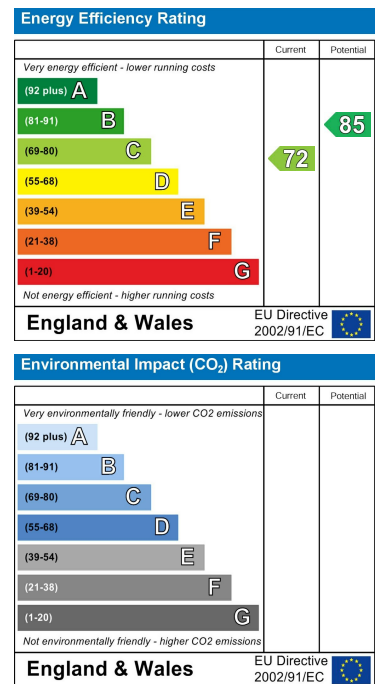 Energy Efficiency Rating
Current Potential
Very energy efficient - lower running costs
(92 plus) A
(81-91) B
(69-80) C
(55-68) D
(39-54) E
(21-38) F
(1-20) G
72
85
Not energy efficient - higher running costs
England & Wales
EU Directive
2002/91/EC
Environmental Impact (CO₂) Rating
Current Potential
Very environmentally friendly - lower CO2 emissions
(92 plus) A
(81-91) B
(69-80) C
(55-68) D
(39-54) E
(21-38) F
(1-20) G
Not environmentally friendly - higher CO2 emissions
England & Wales
EU Directive
2002/91/EC